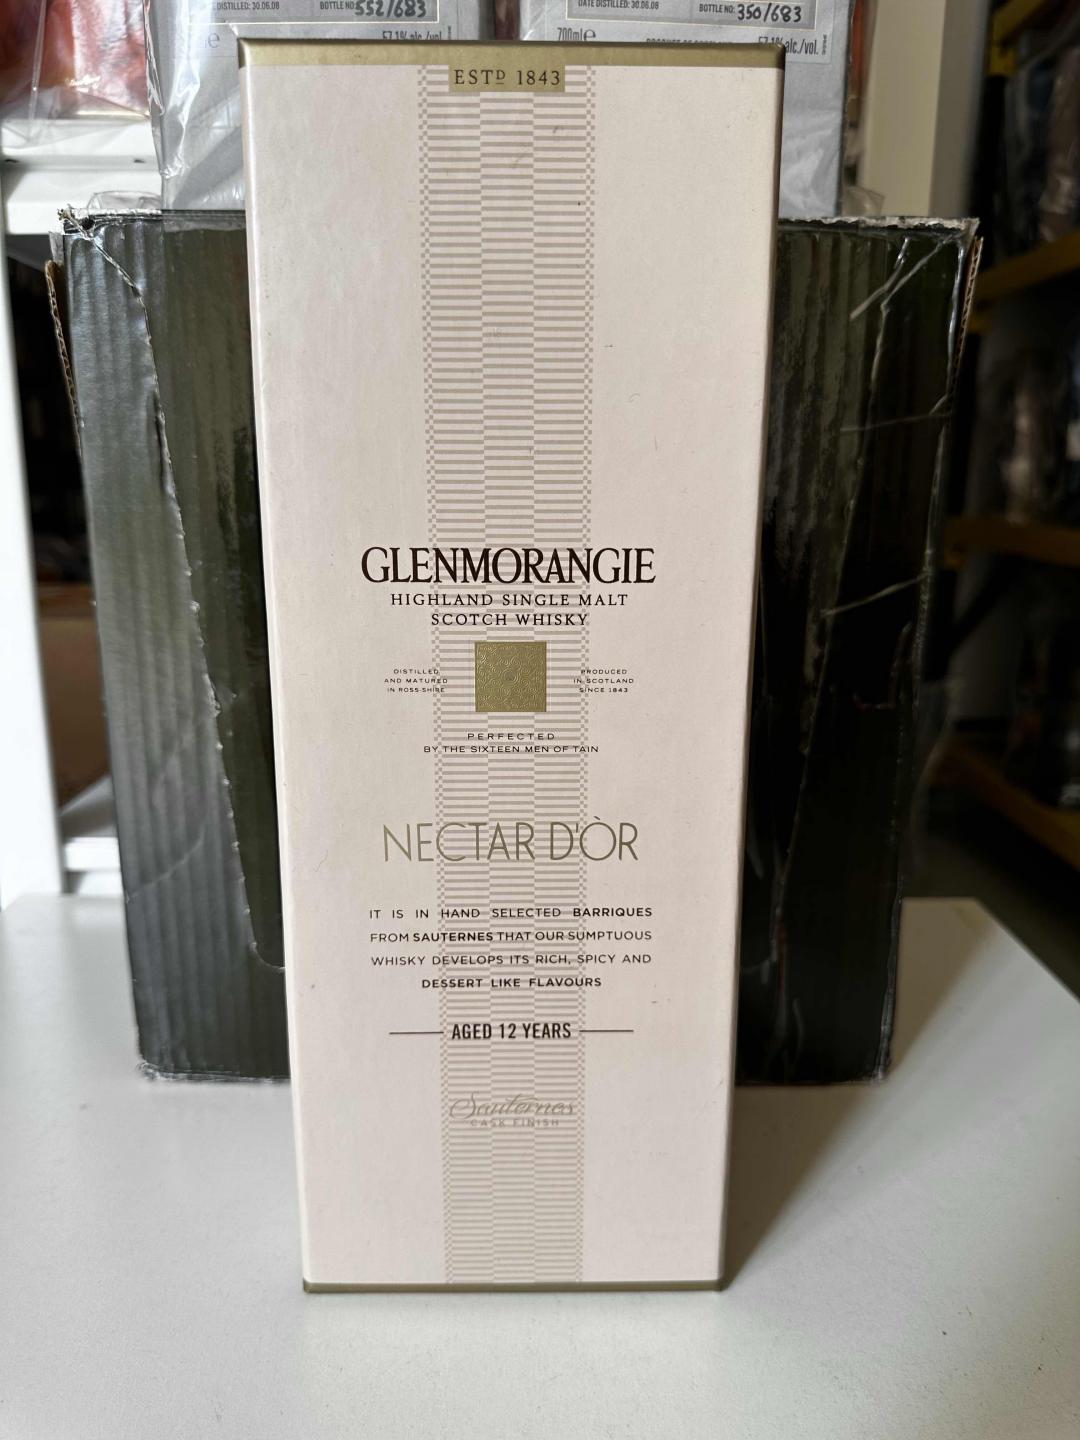 DATE DISTILLED: 30.06.08
BOTTLE NO: 552/683
57.1% alc./vol.
DATE DISTILLED: 30.06.08
BOTTLE NO: 350/683
700ml e
57.1% alc./vol.
ESTD 1843
GLENMORANGIE
HIGHLAND SINGLE MALT
SCOTCH WHISKY
DISTILLED
AND MATURED
IN ROSS-SHIRE
PRODUCED
IN SCOTLAND
SINCE 1843
PERFECTED
BY THE SIXTEEN MEN OF TAIN
NECTAR D'ÒR
IT IS IN HAND SELECTED BARRIQUES
FROM SAUTERNES THAT OUR SUMPTUOUS
WHISKY DEVELOPS ITS RICH, SPICY AND
DESSERT LIKE FLAVOURS
AGED 12 YEARS
Sauternes
CASK FINISH